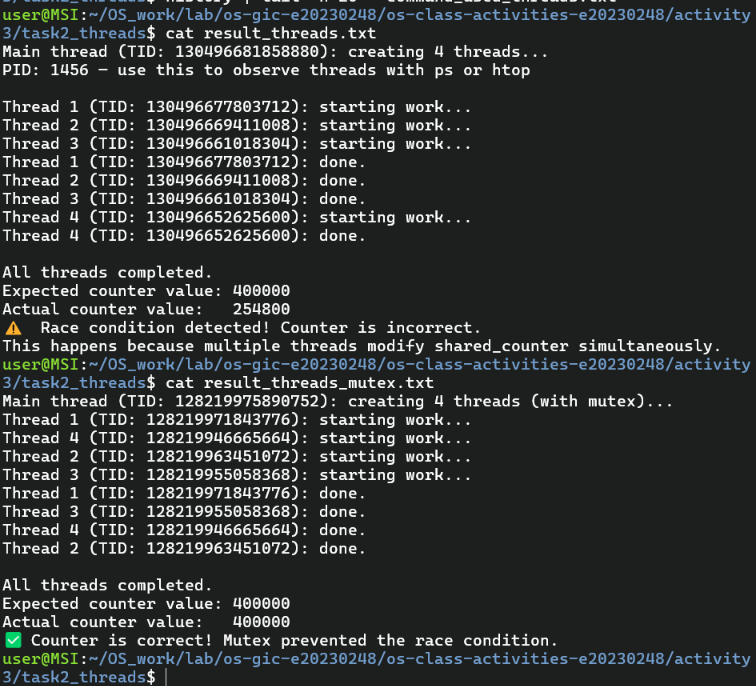 user@MSI:~/OS_work/lab/os-gic-e20230248/os-class-activities-e20230248/activity
3/task2_threads$ cat result_threads.txt
Main thread (TID: 130496681858880): creating 4 threads...
PID: 1456 — use this to observe threads with ps or htop
Thread 1 (TID: 130496677803712): starting work...
Thread 2 (TID: 130496669411008): starting work...
Thread 3 (TID: 130496661018304): starting work...
Thread 1 (TID: 130496677803712): done.
Thread 2 (TID: 130496669411008): done.
Thread 3 (TID: 130496661018304): done.
Thread 4 (TID: 130496652625600): starting work...
Thread 4 (TID: 130496652625600): done.
All threads completed.
Expected counter value: 400000
Actual counter value:   254800
⚠️  Race condition detected! Counter is incorrect.
This happens because multiple threads modify shared_counter simultaneously.
user@MSI:~/OS_work/lab/os-gic-e20230248/os-class-activities-e20230248/activity
3/task2_threads$ cat result_threads_mutex.txt
Main thread (TID: 128219975890752): creating 4 threads (with mutex)...
Thread 1 (TID: 128219971843776): starting work...
Thread 4 (TID: 128219946665664): starting work...
Thread 2 (TID: 128219963451072): starting work...
Thread 3 (TID: 128219955058368): starting work...
Thread 1 (TID: 128219971843776): done.
Thread 3 (TID: 128219955058368): done.
Thread 4 (TID: 128219946665664): done.
Thread 2 (TID: 128219963451072): done.
All threads completed.
Expected counter value: 400000
Actual counter value:   400000
✅ Counter is correct! Mutex prevented the race condition.
user@MSI:~/OS_work/lab/os-gic-e20230248/os-class-activities-e20230248/activity
3/task2_threads$